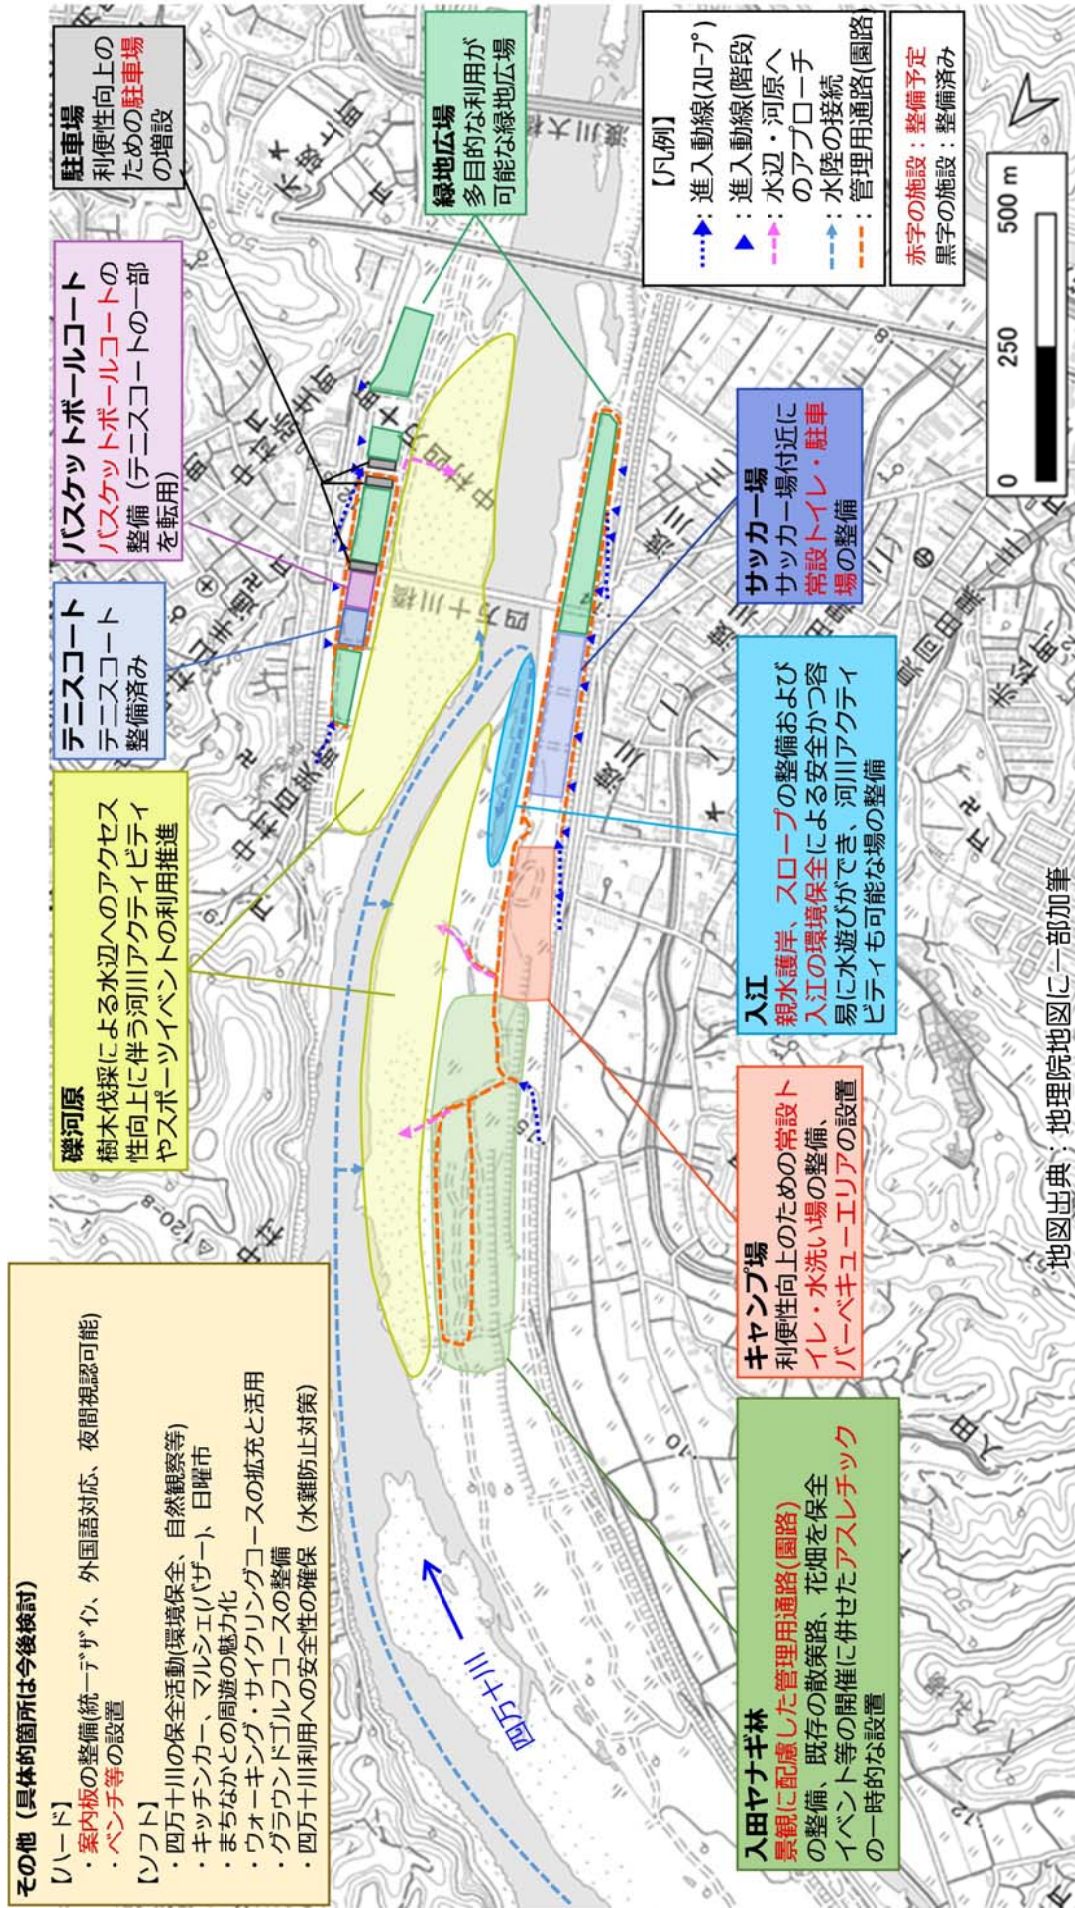 その他（具体的箇所は今後検討）
【ハード】
・案内板の整備(統一デザイン、外国語対応、夜間視認可能)
・ベンチ等の設置
【ソフト】
・四万十川の保全活動(環境保全、自然観察等)
・キッチンカー、マルシェ(バザー)、日曜市
・まちなかとの周遊の魅力化
・ウォーキング・サイクリングコースの拡充と活用
・グラウンドゴルフコースの整備
・四万十川利用への安全性の確保（水難防止対策）
礫河原
樹木伐採による水辺へのアクセス
性向上に伴う河川アクティビティ
やスポーツイベントの利用推進
テニスコート
テニスコート
整備済み
バスケットボールコート
バスケットボールコートの
整備（テニスコートの一部
を転用）
駐車場
利便性向上の
ための駐車場
の増設
緑地広場
多目的な利用が
可能な緑地広場
【凡例】
：進入動線(スロープ)
：進入動線(階段)
：水辺・河原へ
のアプローチ
：水陸の接続
：管理用通路(園路)
赤字の施設：整備予定
黒字の施設：整備済み
0 250 500 m
入田ヤナギ林
景観に配慮した管理用通路(園路)
の整備、既存の散策路、花畑を保全
イベント等の開催に併せたアスレチック
の一時的な設置
キャンプ場
利便性向上のための常設ト
イレ・水洗い場の整備、
バーベキューエリアの設置
入江
親水護岸、スロープの整備および
入江の環境保全による安全かつ容
易に水遊びができ、河川アクティ
ビティも可能な場の整備
サッカー場
サッカー場付近に
常設トイレ・駐車
場の整備
四万十川
四万十川橋
渡川大橋
中村四万十町
120-8
入田
地図出典：地理院地図に一部加筆